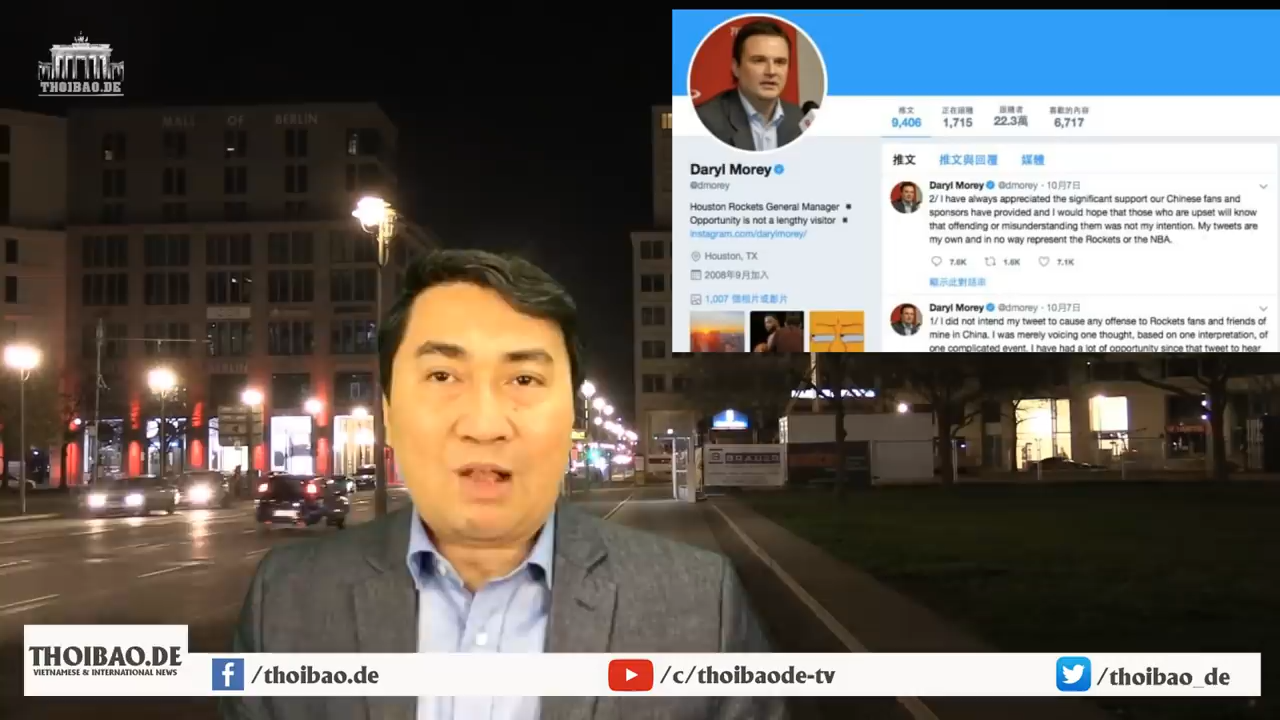 THOIBAO.DE
MALL OF BERLIN
推文
正在跟隨
跟隨者
喜歡的內容
9,406
1,715
22.3萬
6,717
Daryl Morey
@dmorey
Houston Rockets General Manager
Opportunity is not a lengthy visitor
instagram.com/darylmorey/
Houston, TX
2008年9月加入
1,007 個相片或影片
推文
推文與回覆
媒體
Daryl Morey @dmorey · 10月7日
2/ I have always appreciated the significant support our Chinese fans and
sponsors have provided and I would hope that those who are upset will know
that offending or misunderstanding them was not my intention. My tweets are
my own and in no way represent the Rockets or the NBA.
7.6K
1.6K
7.1K
顯示此對話串
Daryl Morey @dmorey · 10月7日
1/ I did not intend my tweet to cause any offense to Rockets fans and friends of
mine in China. I was merely voicing one thought, based on one interpretation, of
one complicated event. I have had a lot of opportunity since that tweet to hear
BRAUER
THOIBAO.DE
VIETNAMESE & INTERNATIONAL NEWS
/thoibao.de
/c/thoibaode-tv
/thoibao_de